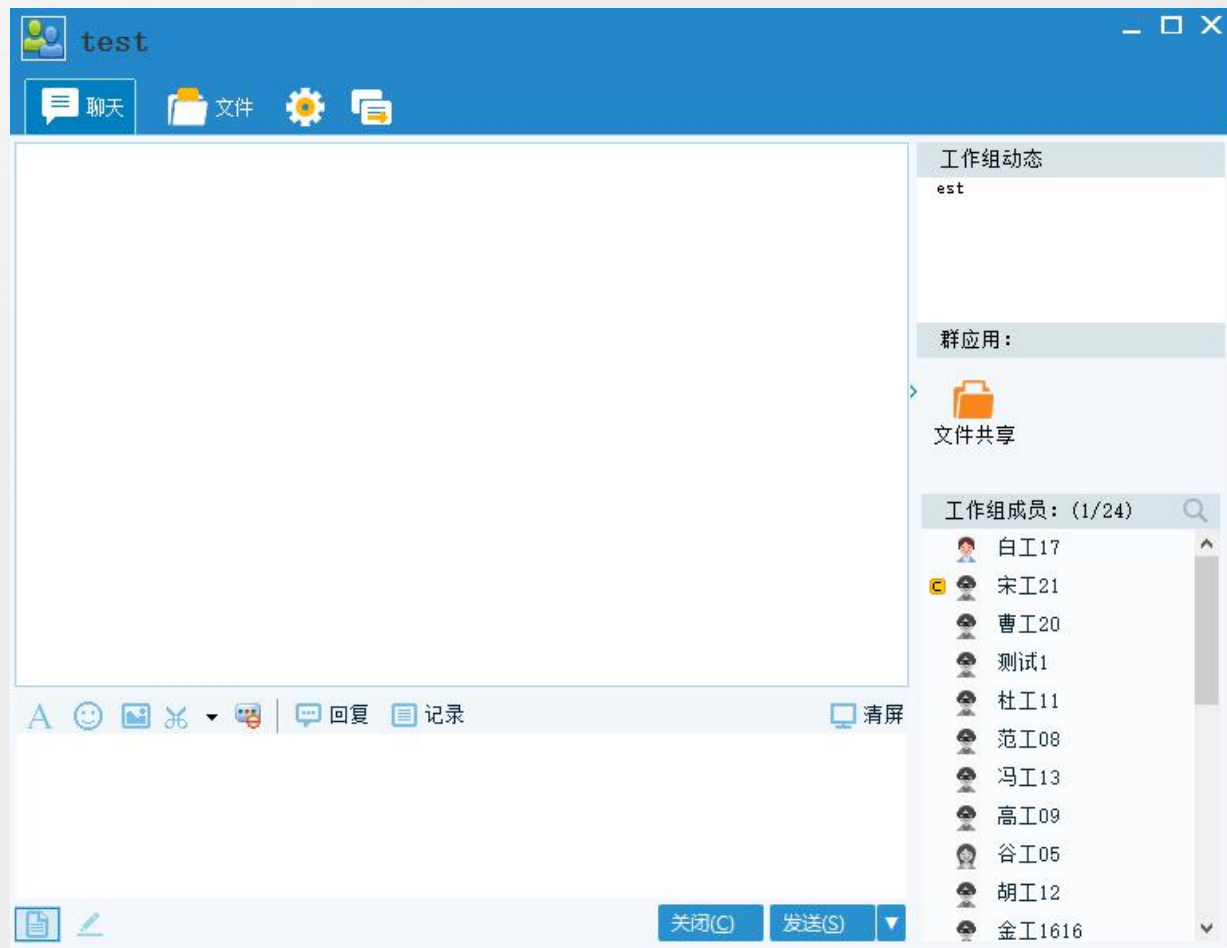 test
聊天 文件
工作组动态
est
群应用:
文件共享
工作组成员: (1/24)
白工17
C 宋工21
曹工20
测试1
杜工11
范工08
冯工13
高工09
谷工05
胡工12
金工1616
A 回复 记录 清屏
关闭(C) 发送(S)